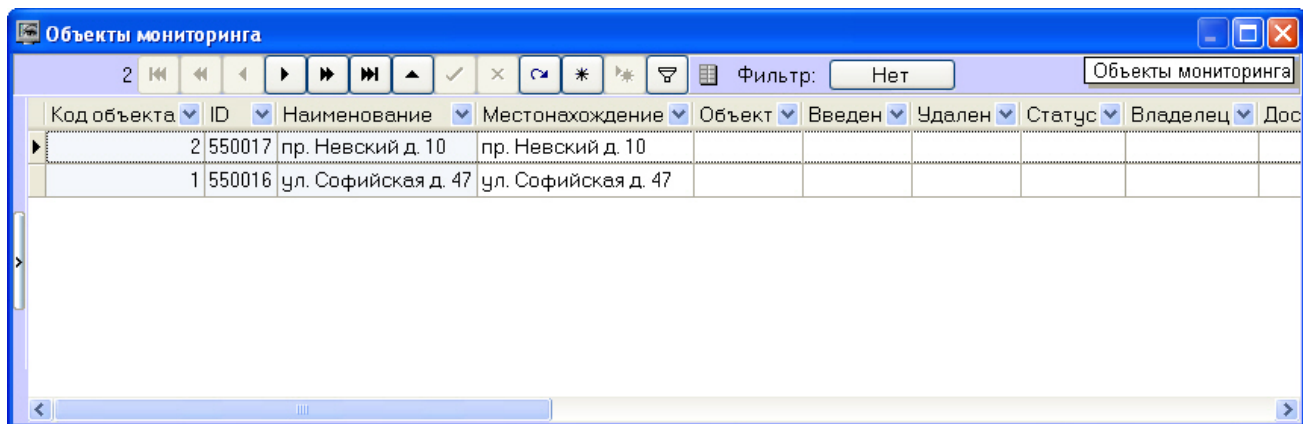 Объекты мониторинга
2 Фильтр: Нет Объекты мониторинга
Код объекта ID Наименование Местонахождение Объект Введен Удален Статус Владелец Дос
2 550017 пр. Невский д. 10 пр. Невский д. 10
1 550016 ул. Софийская д. 47 ул. Софийская д. 47